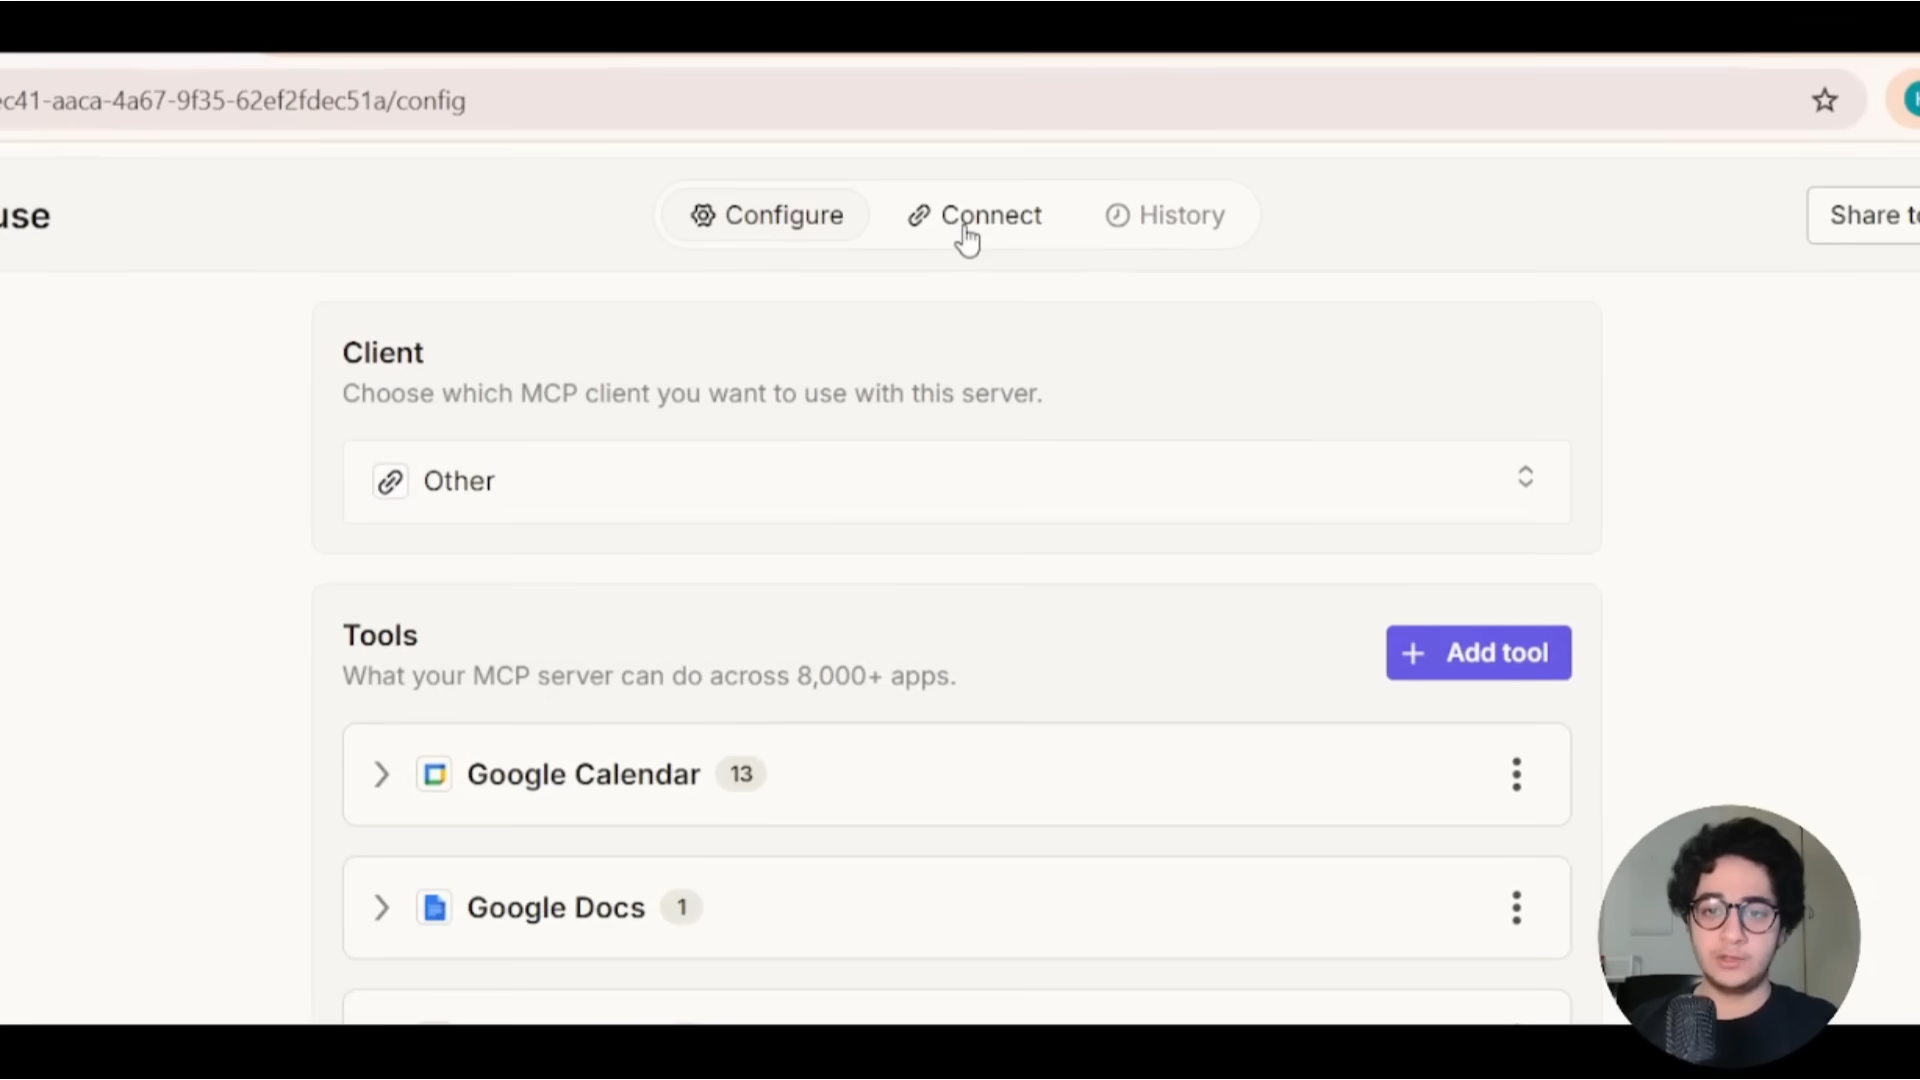 ec41-aaca-4a67-9f35-62ef2fdec51a/config
use
Configure
Connect
History
Share to
Client
Choose which MCP client you want to use with this server.
Other
Tools
What your MCP server can do across 8,000+ apps.
+ Add tool
Google Calendar 13
Google Docs 1